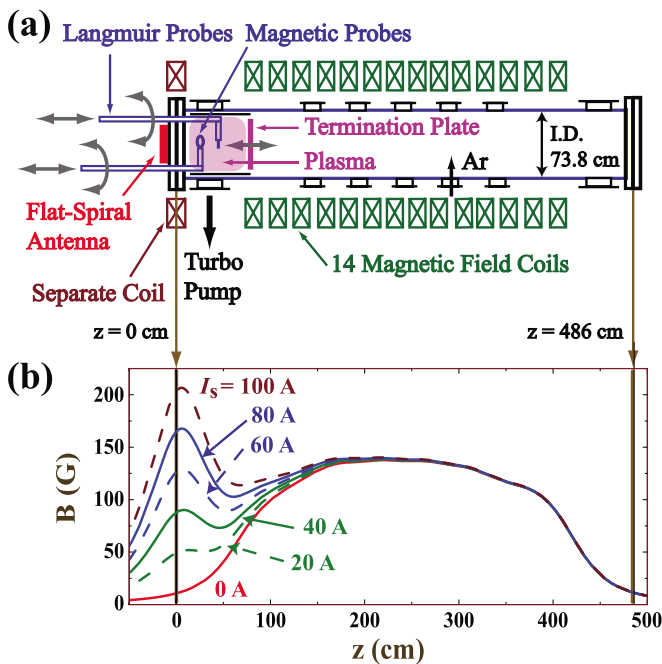 (a)
Langmuir Probes
Magnetic Probes
Termination Plate
Plasma
I.D.
73.8 cm
Ar
Flat-Spiral
Antenna
Turbo
Pump
14 Magnetic Field Coils
Separate Coil
z = 0 cm
z = 486 cm
(b)
B (G)
200
150
100
50
0
Is = 100 A
80 A
60 A
40 A
20 A
0 A
0
100
200
300
400
500
z (cm)